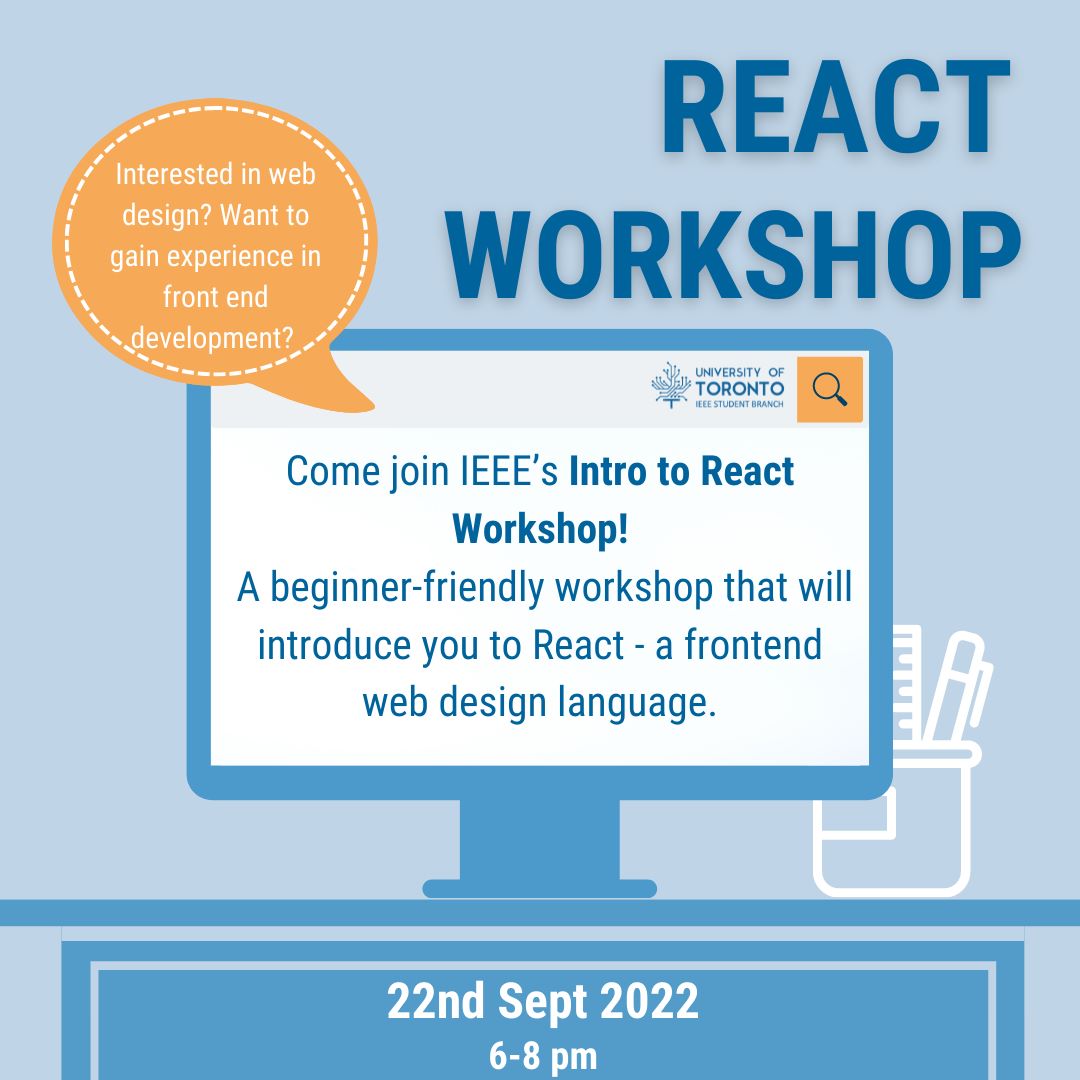 REACT
WORKSHOP
Interested in web
design? Want to
gain experience in
front end
development?
UNIVERSITY OF
TORONTO
IEEE STUDENT BRANCH
Come join IEEE’s Intro to React
Workshop!
A beginner-friendly workshop that will
introduce you to React - a frontend
web design language.
22nd Sept 2022
6-8 pm